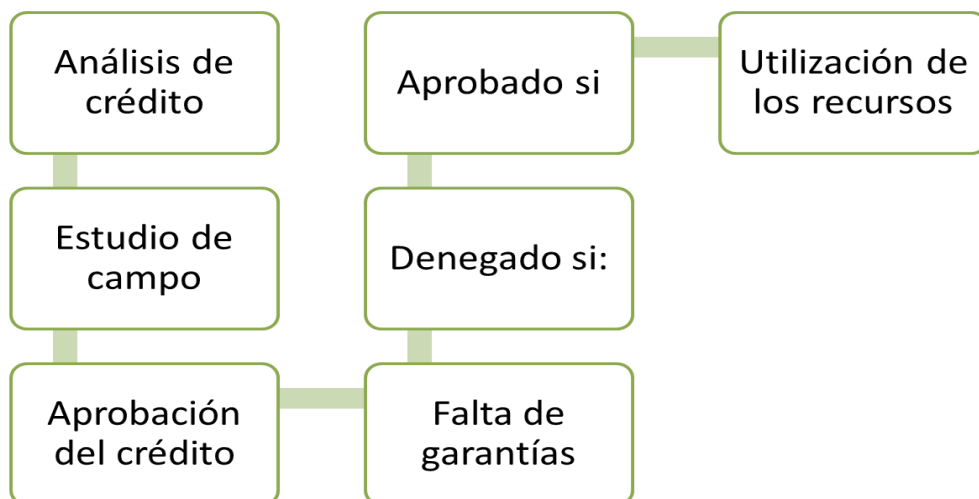 Análisis de
crédito
Estudio de
campo
Aprobación
del crédito
Falta de
garantías
Denegado si:
Aprobado si
Utilización de
los recursos